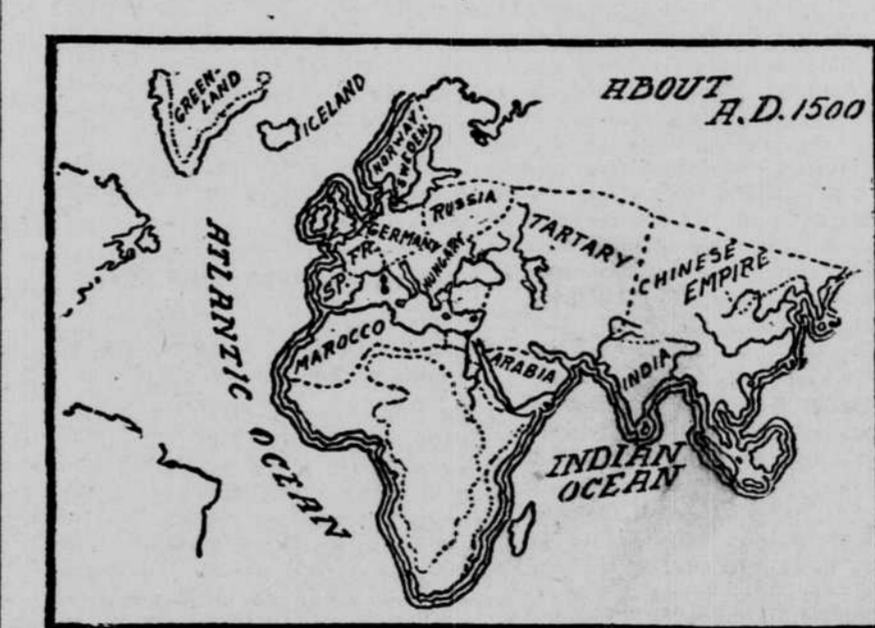 ABOUT
A.D. 1500
GREEN-
LAND
ICELAND
NORWAY
SWEDEN
RUSSIA
GERMANY
FR.
SP.
HUNGARY
TARTARY
CHINESE
EMPIRE
MAROCCO
ARABIA
INDIA
ATLANTIC
OCEAN
INDIAN
OCEAN